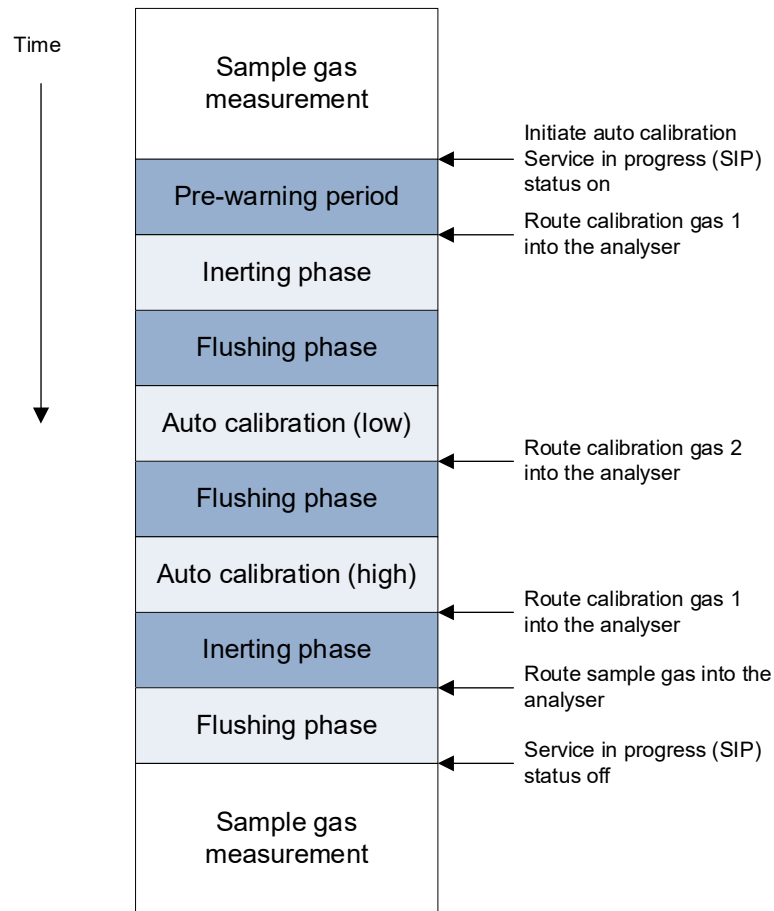 Time
Sample gas
measurement
Initiate auto calibration
Service in progress (SIP)
status on
Pre-warning period
Route calibration gas 1
into the analyser
Inerting phase
Flushing phase
Auto calibration (low)
Route calibration gas 2
into the analyser
Flushing phase
Auto calibration (high)
Route calibration gas 1
into the analyser
Inerting phase
Route sample gas into the
analyser
Flushing phase
Service in progress (SIP)
status off
Sample gas
measurement